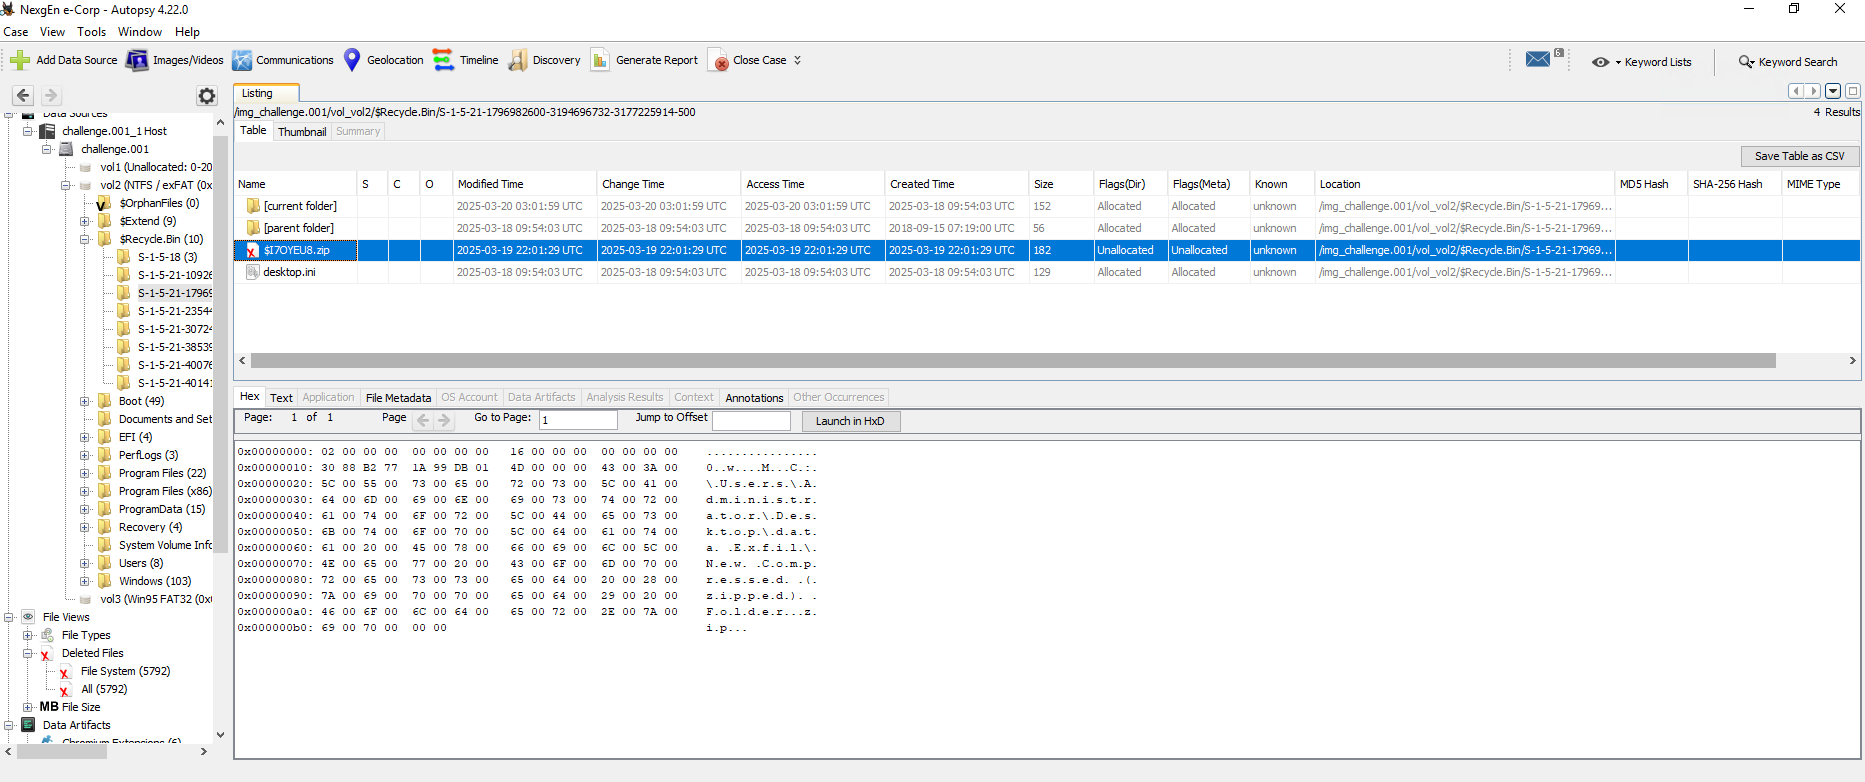 NexgEn e-Corp - Autopsy 4.22.0
Case View Tools Window Help
Add Data Source Images/Videos Communications Geolocation Timeline Discovery Generate Report Close Case 6 Keyword Lists Keyword Search
Data Sources
challenge.001_1 Host
challenge.001
vol1 (Unallocated: 0-20
vol2 (NTFS / exFAT (0x
$OrphanFiles (0)
$Extend (9)
$Recycle.Bin (10)
S-1-5-18 (3)
S-1-5-21-10926
S-1-5-21-17969
S-1-5-21-23544
S-1-5-21-30724
S-1-5-21-38539
S-1-5-21-40076
S-1-5-21-40141
Boot (49)
Documents and Set
EFI (4)
PerfLogs (3)
Program Files (22)
Program Files (x86)
ProgramData (15)
Recovery (4)
System Volume Info
Users (8)
Windows (103)
vol3 (Win95 FAT32 (0x
File Views
File Types
Deleted Files
File System (5792)
All (5792)
MB File Size
Data Artifacts
Chromium Extensions (6)
Listing
/img_challenge.001/vol_vol2/$Recycle.Bin/S-1-5-21-1796982600-3194696732-3177225914-500
4 Results
Table Thumbnail Summary
Save Table as CSV
Name S C O Modified Time Change Time Access Time Created Time Size Flags(Dir) Flags(Meta) Known Location MD5 Hash SHA-256 Hash MIME Type
[current folder] 2025-03-20 03:01:59 UTC 2025-03-20 03:01:59 UTC 2025-03-20 03:01:59 UTC 2025-03-18 09:54:03 UTC 152 Allocated Allocated unknown /img_challenge.001/vol_vol2/$Recycle.Bin/S-1-5-21-17969...
[parent folder] 2025-03-18 09:54:03 UTC 2025-03-18 09:54:03 UTC 2025-03-18 09:54:03 UTC 2018-09-15 07:19:00 UTC 56 Allocated Allocated unknown /img_challenge.001/vol_vol2/$Recycle.Bin/S-1-5-21-17969...
$I7OYEU8.zip 2025-03-19 22:01:29 UTC 2025-03-19 22:01:29 UTC 2025-03-19 22:01:29 UTC 2025-03-19 22:01:29 UTC 182 Unallocated Unallocated unknown /img_challenge.001/vol_vol2/$Recycle.Bin/S-1-5-21-17969...
desktop.ini 2025-03-18 09:54:03 UTC 2025-03-18 09:54:03 UTC 2025-03-18 09:54:03 UTC 2025-03-18 09:54:03 UTC 129 Allocated Allocated unknown /img_challenge.001/vol_vol2/$Recycle.Bin/S-1-5-21-17969...
Hex Text Application File Metadata OS Account Data Artifacts Analysis Results Context Annotations Other Occurrences
Page: 1 of 1 Page Go to Page: 1 Jump to Offset Launch in HxD
0x00000000: 02 00 00 00 00 00 00 00 16 00 00 00 00 00 00 00 ................
0x00000010: 30 88 B2 77 1A 99 DB 01 4D 00 00 00 43 00 3A 00 0..w....M...C.:.
0x00000020: 5C 00 55 00 73 00 65 00 72 00 73 00 5C 00 41 00 \.U.s.e.r.s.\.A.
0x00000030: 64 00 6D 00 69 00 6E 00 69 00 73 00 74 00 72 00 d.m.i.n.i.s.t.r.
0x00000040: 61 00 74 00 6F 00 72 00 5C 00 44 00 65 00 73 00 a.t.o.r.\.D.e.s.
0x00000050: 6B 00 74 00 6F 00 70 00 5C 00 64 00 61 00 74 00 k.t.o.p.\.d.a.t.
0x00000060: 61 00 20 00 45 00 78 00 66 00 69 00 6C 00 5C 00 a. .E.x.f.i.l.\.
0x00000070: 4E 00 65 00 77 00 20 00 43 00 6F 00 6D 00 70 00 N.e.w. .C.o.m.p.
0x00000080: 72 00 65 00 73 00 73 00 65 00 64 00 20 00 28 00 r.e.s.s.e.d. .(.
0x00000090: 7A 00 69 00 70 00 70 00 65 00 64 00 29 00 20 00 z.i.p.p.e.d.). .
0x000000a0: 46 00 6F 00 6C 00 64 00 65 00 72 00 2E 00 7A 00 F.o.l.d.e.r...z.
0x000000b0: 69 00 70 00 00 00 i.p...